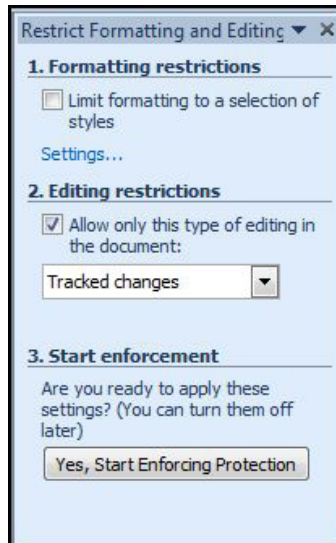 Restrict Formatting and Editing
1. Formatting restrictions
Limit formatting to a selection of
styles
Settings...
2. Editing restrictions
Allow only this type of editing in
the document:
Tracked changes
3. Start enforcement
Are you ready to apply these
settings? (You can turn them off
later)
Yes, Start Enforcing Protection